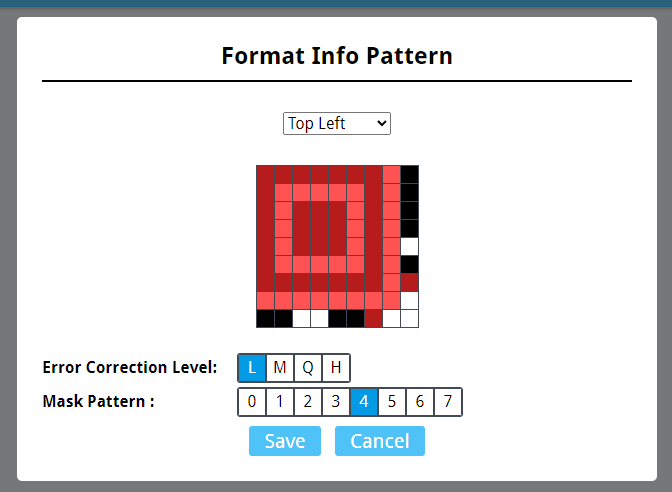 Format Info Pattern
Top Left
Error Correction Level: L M Q H
Mask Pattern : 0 1 2 3 4 5 6 7
Save Cancel